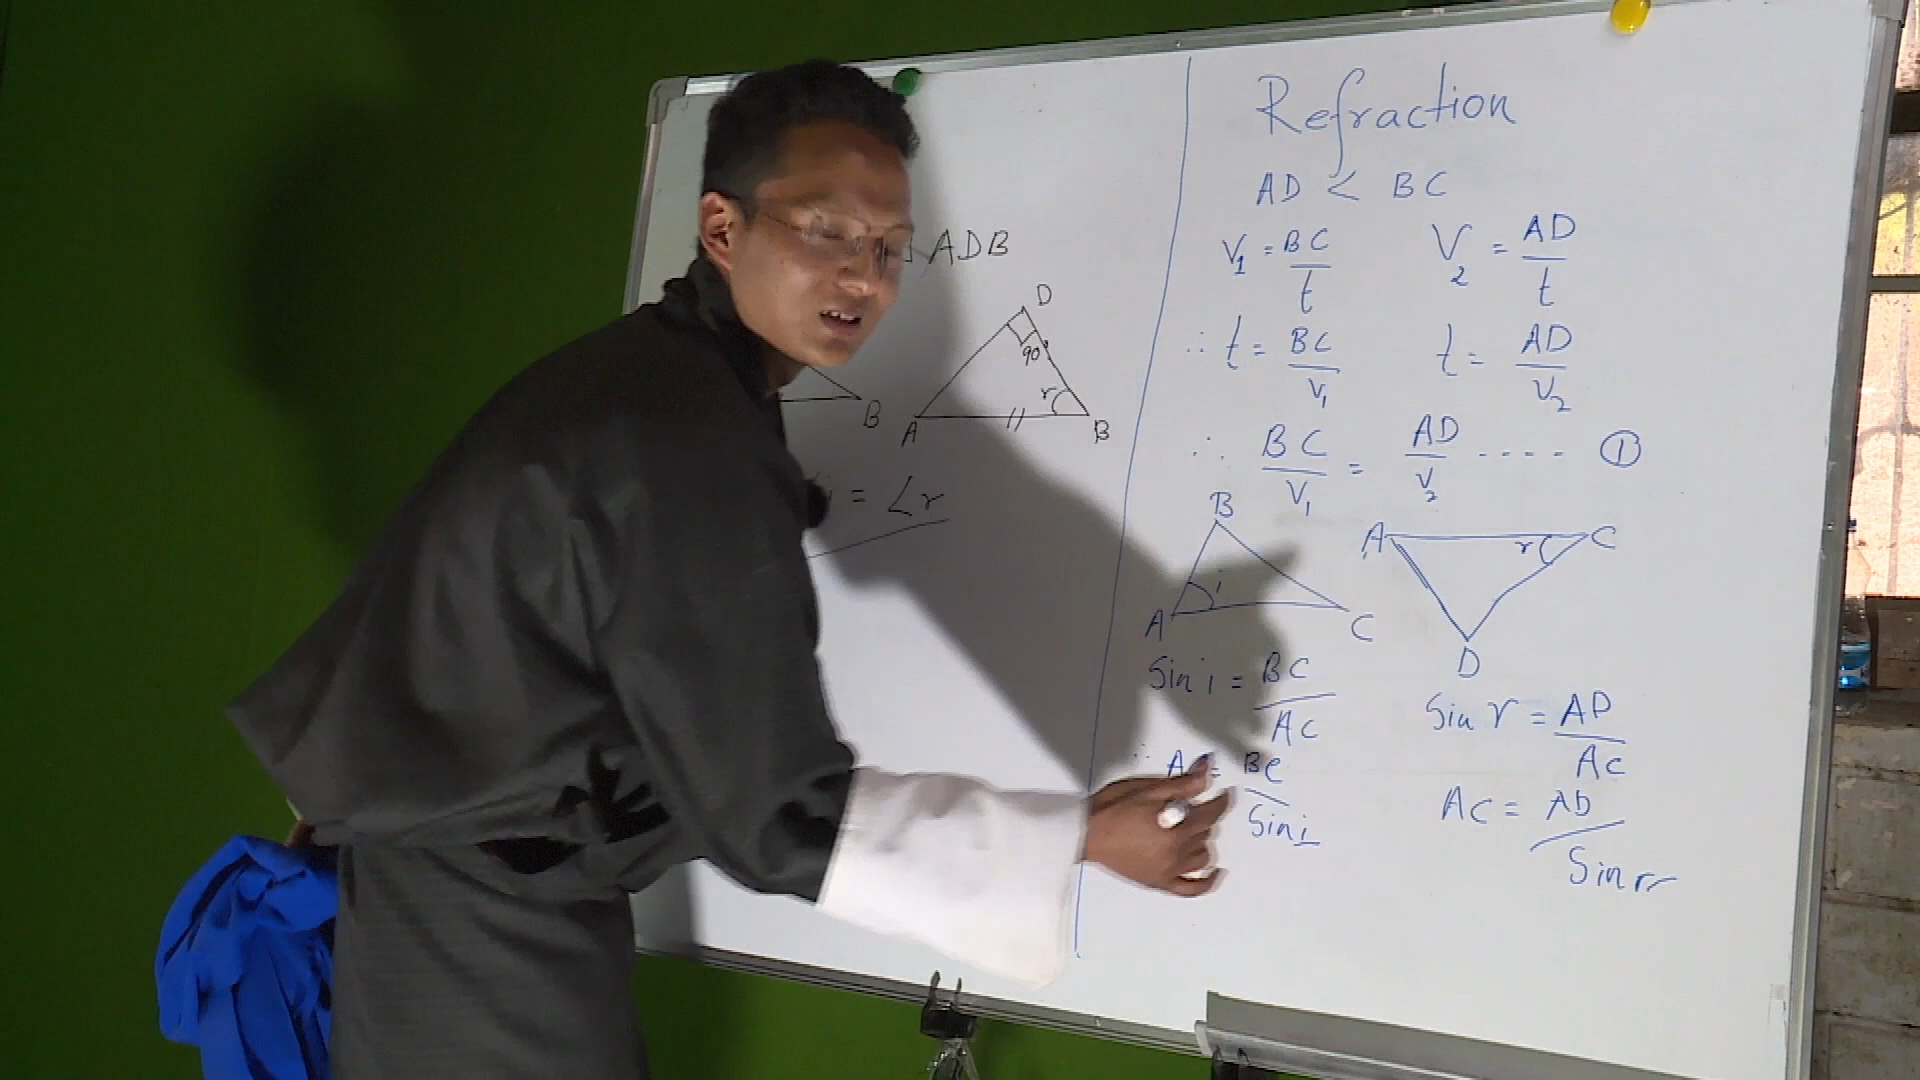 ADB
D
90°
r
B
A
B
= ∠r
Refraction
AD < BC
V1 = BC/t
V2 = AD/t
∴ t = BC/V1
t = AD/V2
∴ BC/V1 = AD/V2 ---- ①
B
i
A
C
A
r
C
D
Sin i = BC/AC
Sin r = AD/AC
∴ A = BC/Sin i
AC = AD/Sin r